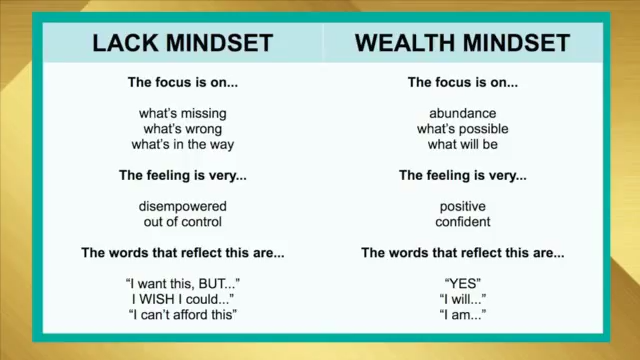 LACK MINDSET
WEALTH MINDSET
The focus is on...
what's missing
what's wrong
what's in the way
The feeling is very...
disempowered
out of control
The words that reflect this are...
“I want this, BUT...”
“I WISH I could...”
“I can't afford this”
The focus is on...
abundance
what's possible
what will be
The feeling is very...
positive
confident
The words that reflect this are...
“YES”
“I will...”
“I am...”